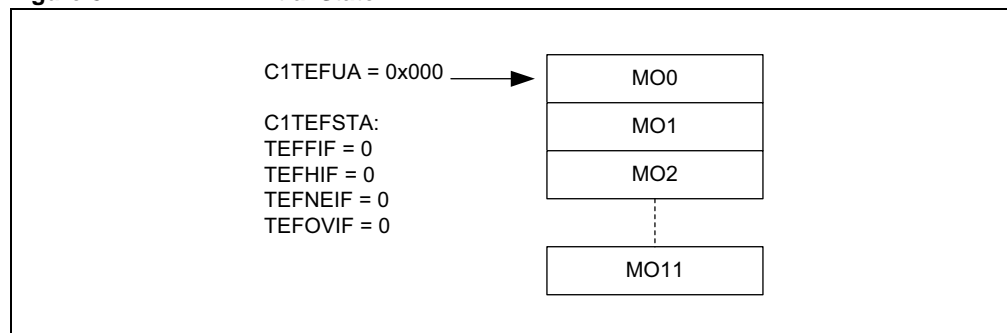 C1TEFUA = 0x000
C1TEFSTA:
TEFFIF = 0
TEFHIF = 0
TEFNEIF = 0
TEFOVIF = 0
MO0
MO1
MO2
MO11